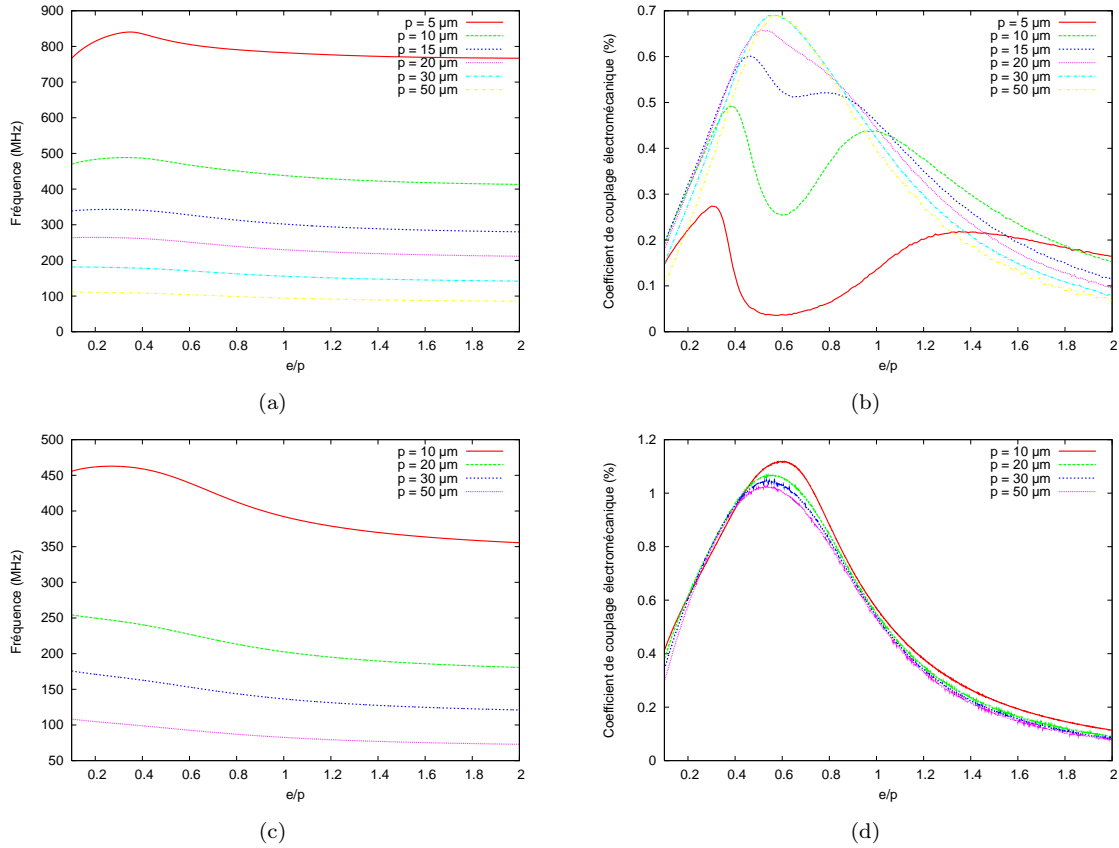 Fréquence (MHz)
900
800
700
600
500
400
300
200
100
0
0.2 0.4 0.6 0.8 1 1.2 1.4 1.6 1.8 2
e/p
p = 5 µm
p = 10 µm
p = 15 µm
p = 20 µm
p = 30 µm
p = 50 µm
(a)
Coefficient de couplage électromécanique (%)
0.7
0.6
0.5
0.4
0.3
0.2
0.1
0
0.2 0.4 0.6 0.8 1 1.2 1.4 1.6 1.8 2
e/p
p = 5 µm
p = 10 µm
p = 15 µm
p = 20 µm
p = 30 µm
p = 50 µm
(b)
Fréquence (MHz)
500
450
400
350
300
250
200
150
100
50
0.2 0.4 0.6 0.8 1 1.2 1.4 1.6 1.8 2
e/p
p = 10 µm
p = 20 µm
p = 30 µm
p = 50 µm
(c)
Coefficient de couplage électromécanique (%)
1.2
1
0.8
0.6
0.4
0.2
0
0.2 0.4 0.6 0.8 1 1.2 1.4 1.6 1.8 2
e/p
p = 10 µm
p = 20 µm
p = 30 µm
p = 50 µm
(d)